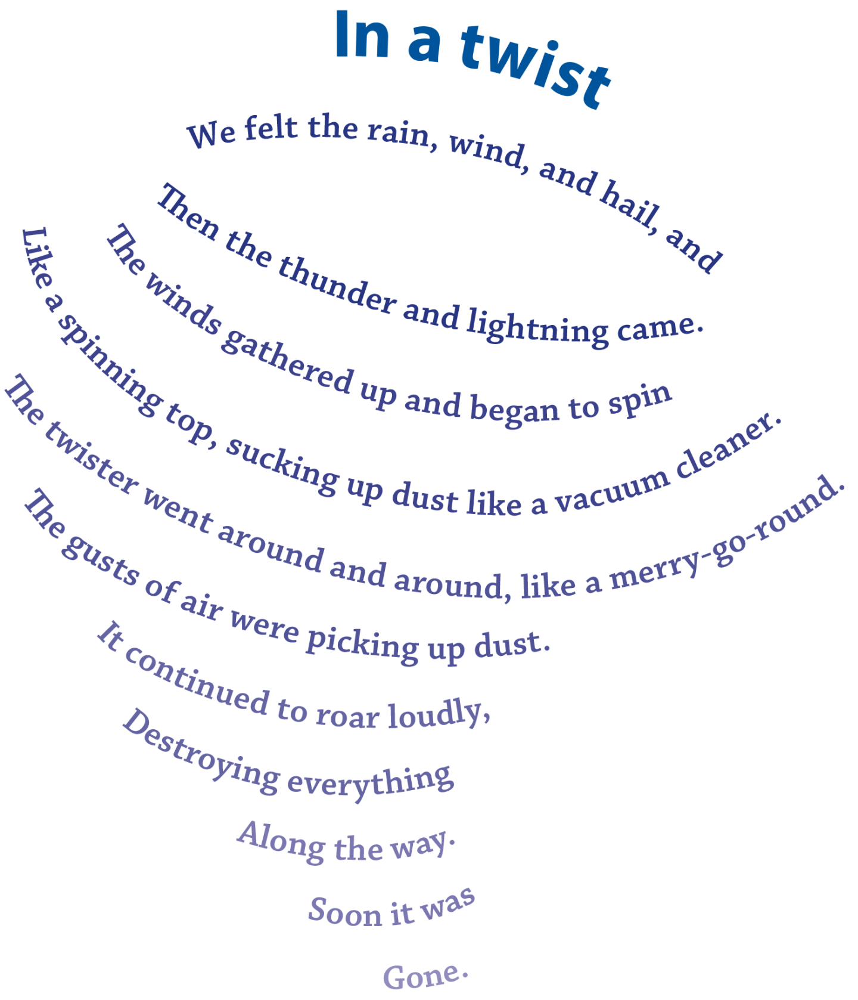 In a twist
We felt the rain, wind, and hail, and
Then the thunder and lightning came.
The winds gathered up and began to spin
Like a spinning top, sucking up dust like a vacuum cleaner.
The twister went around and around, like a merry-go-round.
The gusts of air were picking up dust.
It continued to roar loudly,
Destroying everything
Along the way.
Soon it was
Gone.